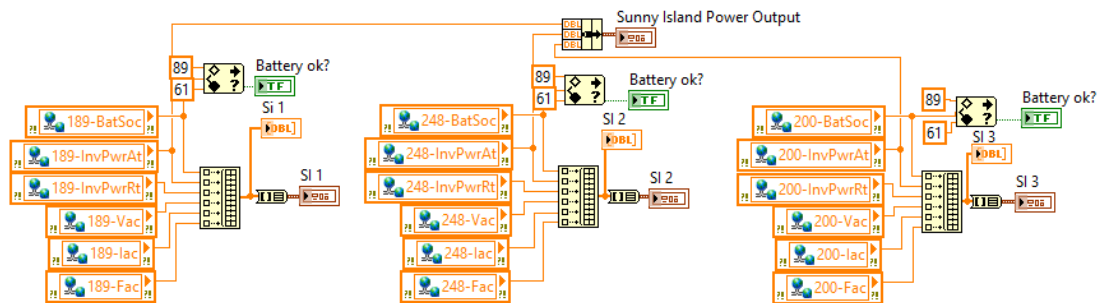 Sunny Island Power Output
DBL
DBL
DBL
89
61
Battery ok?
TF
Si 1
DBL]
189-BatSoc
189-InvPwrAt
189-InvPwrRt
189-Vac
189-Iac
189-Fac
SI 1
89
61
Battery ok?
TF
SI 2
DBL]
248-BatSoc
248-InvPwrAt
248-InvPwrRt
248-Vac
248-Iac
248-Fac
SI 2
89
61
Battery ok?
TF
SI 3
DBL]
200-BatSoc
200-InvPwrAt
200-InvPwrRt
200-Vac
200-Iac
200-Fac
SI 3